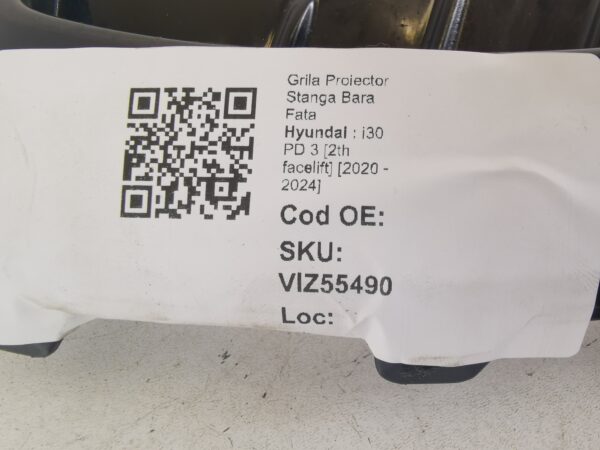 Grila Proiector
Stanga Bara
Fata
Hyundai : i30
PD 3 [2th
facelift] [2020 -
2024]
Cod OE:
SKU:
VIZ55490
Loc: